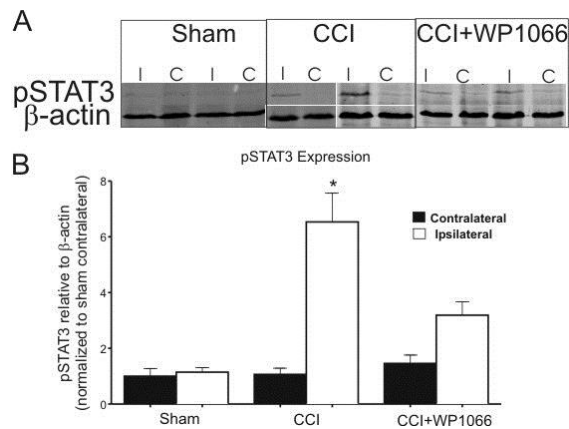 A
Sham CCI CCI+WP1066
I C I C I C I C I C I C
pSTAT3
β-actin
pSTAT3 Expression
B
pSTAT3 relative to β-actin
(normalized to sham contralateral)
8
6
4
2
0
*
Contralateral
Ipsilateral
Sham CCI CCI+WP1066